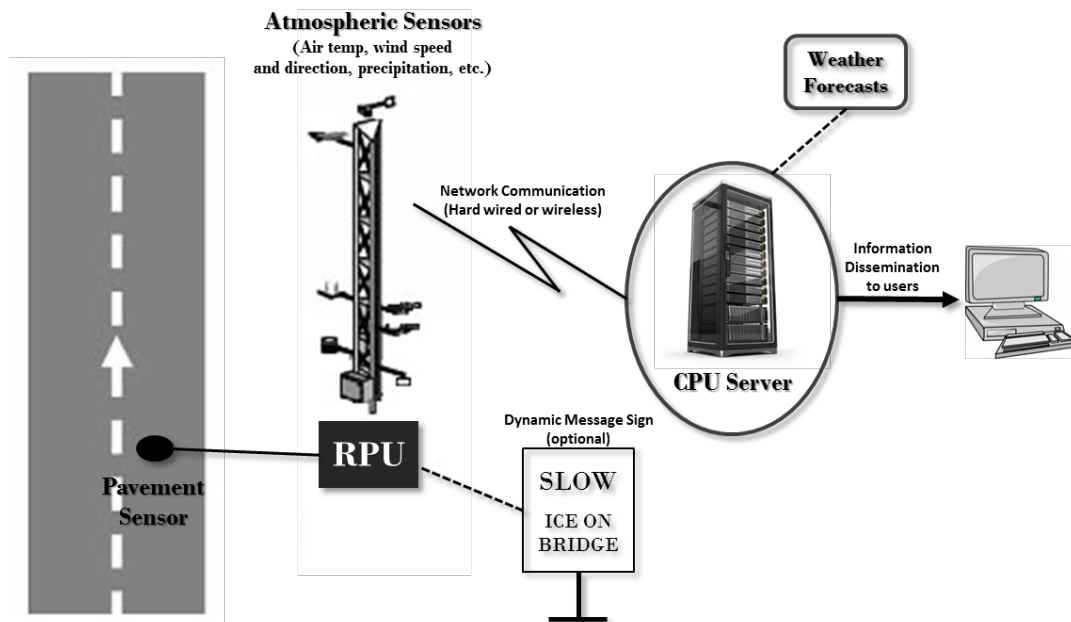 Atmospheric Sensors
(Air temp, wind speed
and direction, precipitation, etc.)
Weather
Forecasts
Network Communication
(Hard wired or wireless)
Information
Dissemination
to users
CPU Server
Dynamic Message Sign
(optional)
RPU
SLOW
ICE ON
BRIDGE
Pavement
Sensor